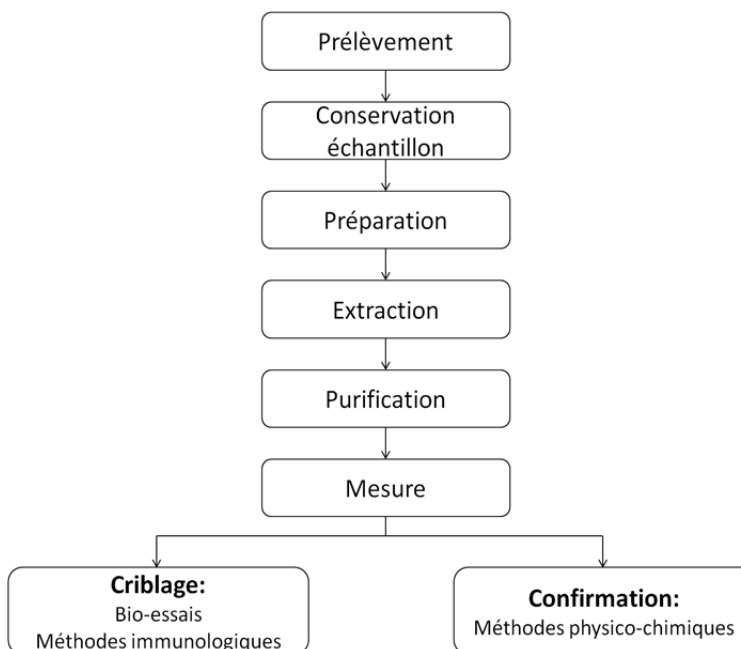 Prélèvement
Conservation
échantillon
Préparation
Extraction
Purification
Mesure
Criblage:
Bio-essais
Méthodes immunologiques
Confirmation:
Méthodes physico-chimiques